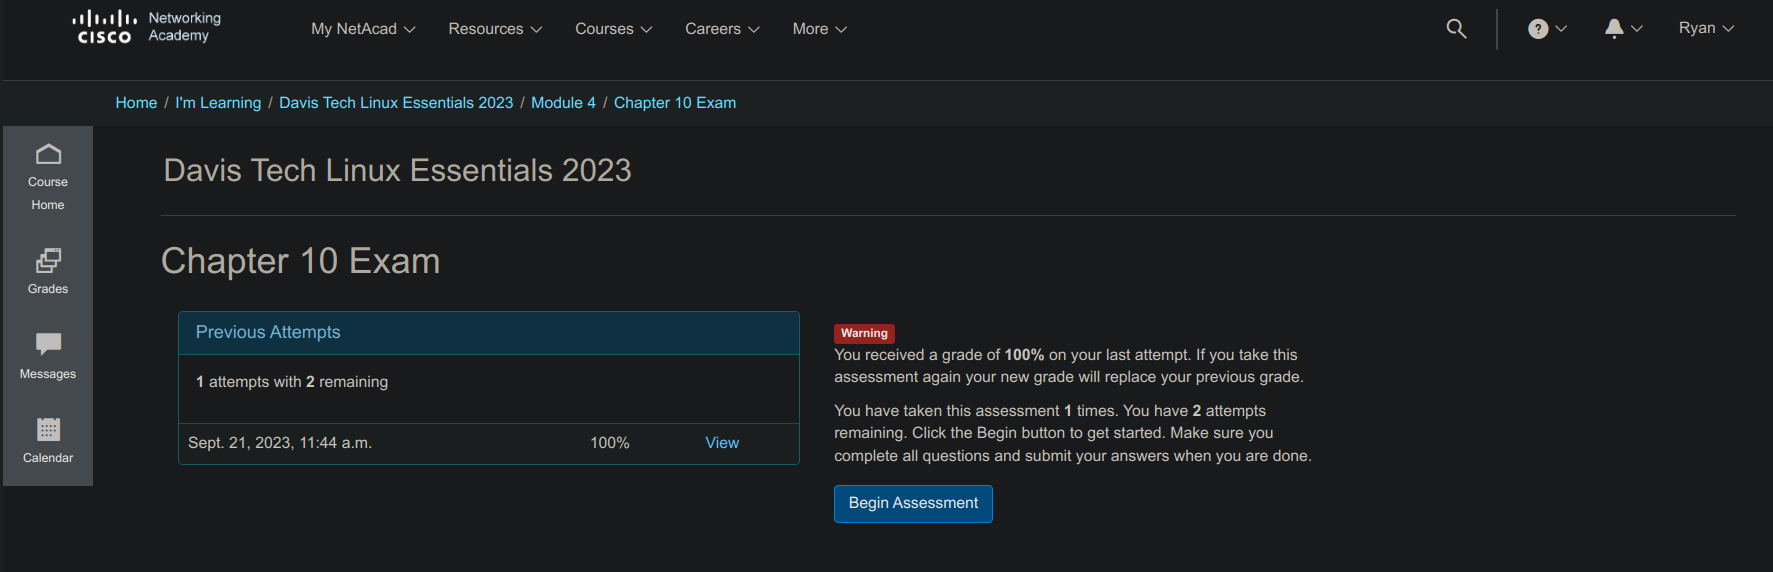 CISCO Networking Academy
My NetAcad Resources Courses Careers More ? Ryan
Home / I'm Learning / Davis Tech Linux Essentials 2023 / Module 4 / Chapter 10 Exam
Course
Home
Grades
Messages
Calendar
Davis Tech Linux Essentials 2023
Chapter 10 Exam
Previous Attempts
1 attempts with 2 remaining
Sept. 21, 2023, 11:44 a.m. 100% View
Warning
You received a grade of 100% on your last attempt. If you take this
assessment again your new grade will replace your previous grade.
You have taken this assessment 1 times. You have 2 attempts
remaining. Click the Begin button to get started. Make sure you
complete all questions and submit your answers when you are done.
Begin Assessment